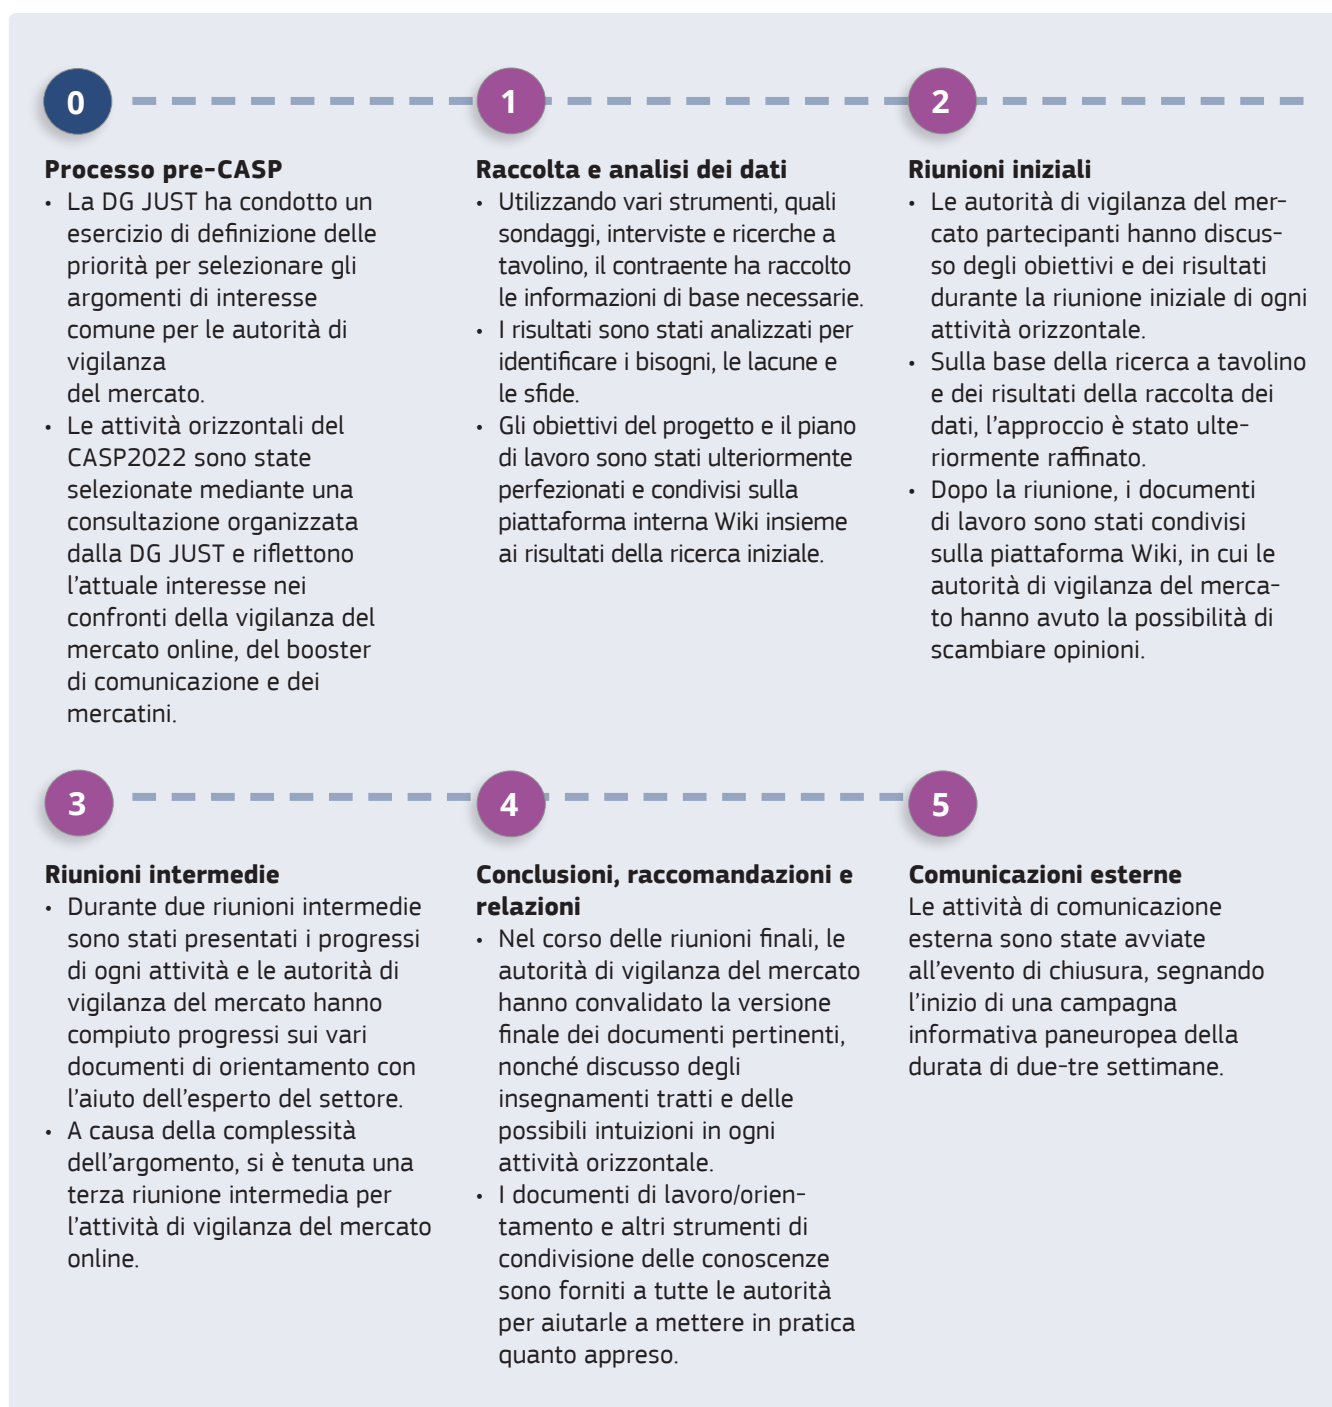 0
Processo pre-CASP
• La DG JUST ha condotto un
esercizio di definizione delle
priorità per selezionare gli
argomenti di interesse
comune per le autorità di
vigilanza
del mercato.
• Le attività orizzontali del
CASP2022 sono state
selezionate mediante una
consultazione organizzata
dalla DG JUST e riflettono
l'attuale interesse nei
confronti della vigilanza del
mercato online, del booster
di comunicazione e dei
mercatini.
1
Raccolta e analisi dei dati
• Utilizzando vari strumenti, quali
sondaggi, interviste e ricerche a
tavolino, il contraente ha raccolto
le informazioni di base necessarie.
• I risultati sono stati analizzati per
identificare i bisogni, le lacune e
le sfide.
• Gli obiettivi del progetto e il piano
di lavoro sono stati ulteriormente
perfezionati e condivisi sulla
piattaforma interna Wiki insieme
ai risultati della ricerca iniziale.
2
Riunioni iniziali
• Le autorità di vigilanza del mer-
cato partecipanti hanno discus-
so degli obiettivi e dei risultati
durante la riunione iniziale di ogni
attività orizzontale.
• Sulla base della ricerca a tavolino
e dei risultati della raccolta dei
dati, l'approccio è stato ulte-
riormente raffinato.
• Dopo la riunione, i documenti
di lavoro sono stati condivisi
sulla piattaforma Wiki, in cui le
autorità di vigilanza del merca-
to hanno avuto la possibilità di
scambiare opinioni.
3
Riunioni intermedie
• Durante due riunioni intermedie
sono stati presentati i progressi
di ogni attività e le autorità di
vigilanza del mercato hanno
compiuto progressi sui vari
documenti di orientamento con
l'aiuto dell'esperto del settore.
• A causa della complessità
dell'argomento, si è tenuta una
terza riunione intermedia per
l'attività di vigilanza del mercato
online.
4
Conclusioni, raccomandazioni e
relazioni
• Nel corso delle riunioni finali, le
autorità di vigilanza del mercato
hanno convalidato la versione
finale dei documenti pertinenti,
nonché discusso degli
insegnamenti tratti e delle
possibili intuizioni in ogni
attività orizzontale.
• I documenti di lavoro/orien-
tamento e altri strumenti di
condivisione delle conoscenze
sono forniti a tutte le autorità
per aiutarle a mettere in pratica
quanto appreso.
5
Comunicazioni esterne
Le attività di comunicazione
esterna sono state avviate
all'evento di chiusura, segnando
l'inizio di una campagna
informativa paneuropea della
durata di due-tre settimane.